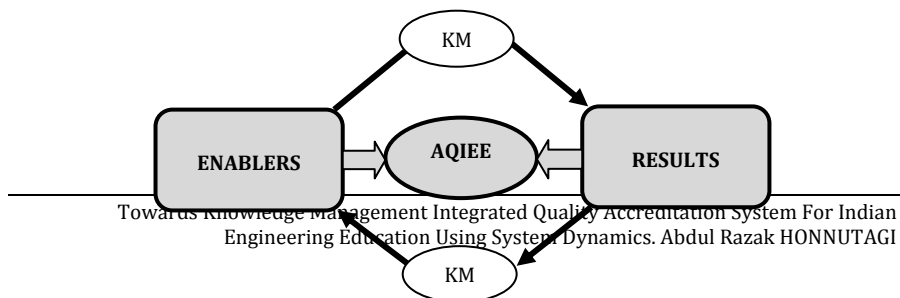 KM
ENABLERS
AQIEE
RESULTS
Towards Knowledge Management Integrated Quality Accreditation System For Indian
Engineering Education Using System Dynamics. Abdul Razak HONNUTAGI
KM